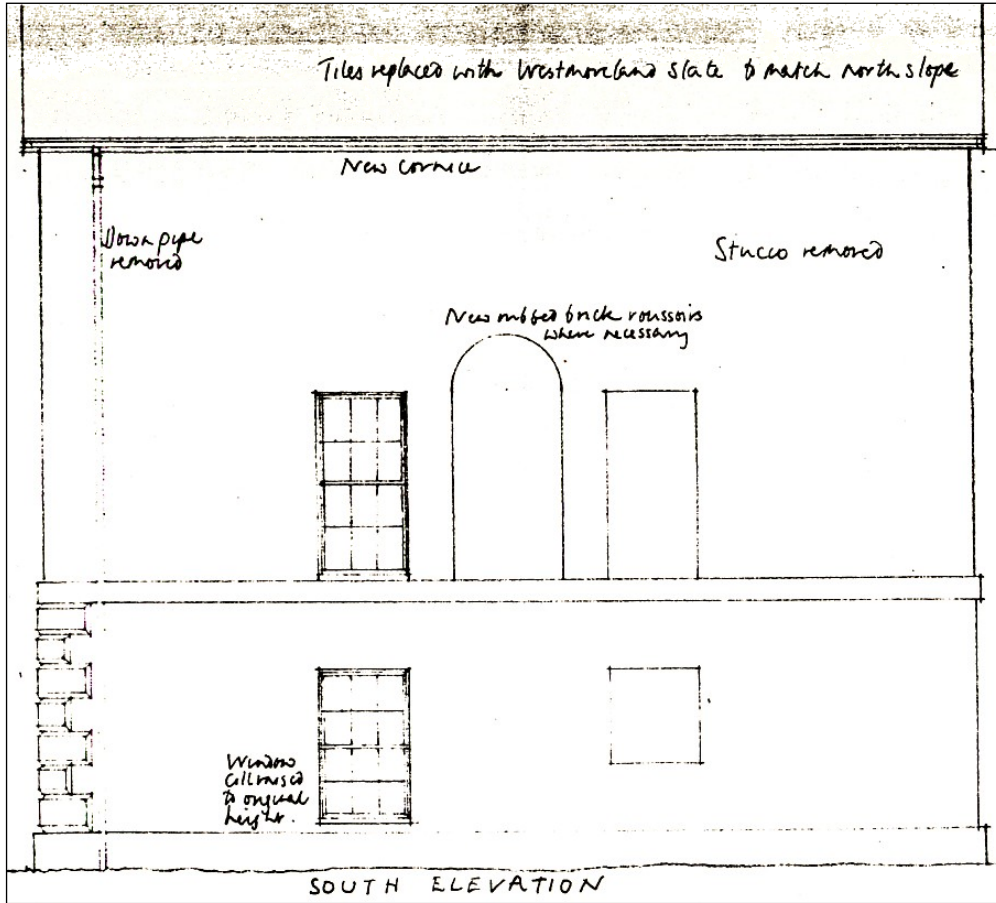 Tiles replaced with Westmoreland Slate to match north slope
New Cornice
Down pipe
removed
Stucco removed
New rubbed brick voussoirs
where necessary
Window
Cill raised
to original
height.
SOUTH ELEVATION